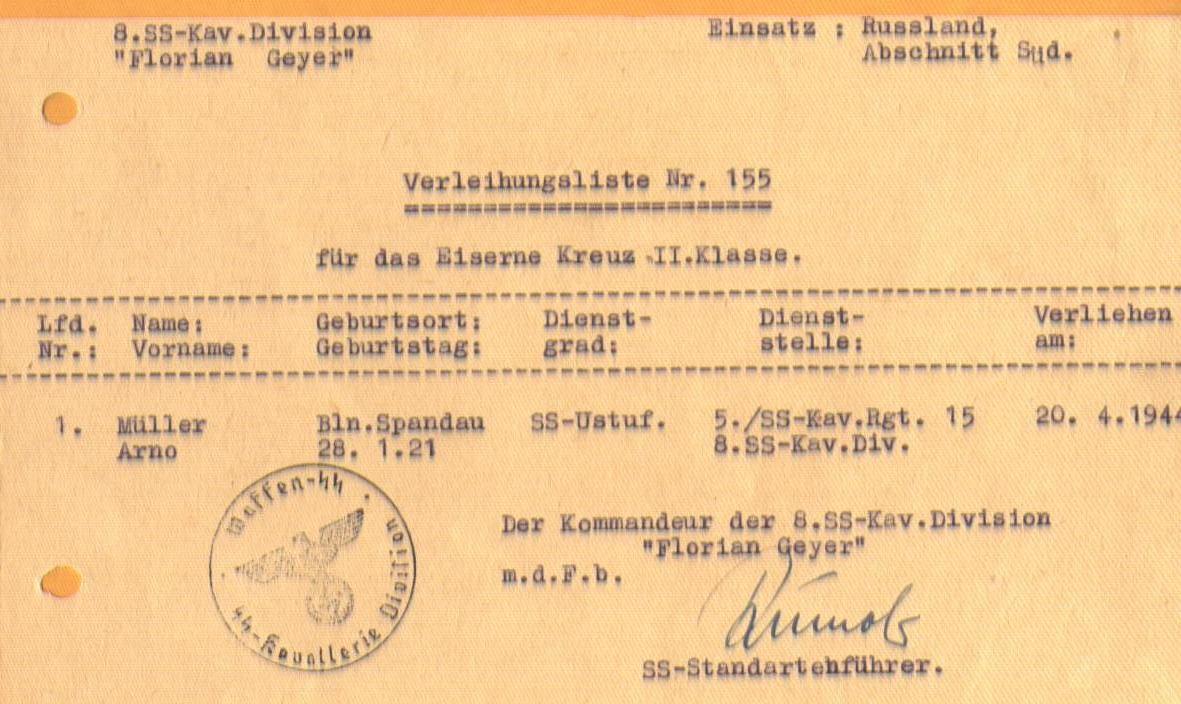 8.SS-Kav.Division
"Florian Geyer"
Einsatz : Russland,
Abschnitt Süd.
Verleihungsliste Nr. 155
=======================
für das Eiserne Kreuz II.Klasse.
Lfd. Name: Geburtsort: Dienst- Dienst- Verliehen
Nr.: Vorname: Geburtstag: grad: stelle: am:
1. Müller Bln.Spandau SS-Ustuf. 5./SS-Kav.Rgt. 15 20. 4.1944
Arno 28. 1.21 8.SS-Kav.Div.
Waffen-SS
SS-Kavallerie Division
Der Kommandeur der 8.SS-Kav.Division
"Florian Geyer"
m.d.F.b.
SS-Standartenführer.